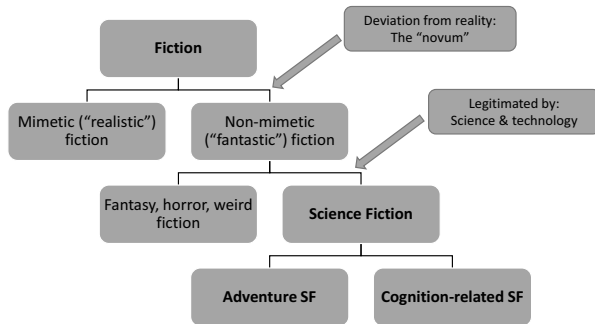 Deviation from reality:
The “novum”
Fiction
Legitimated by:
Science & technology
Mimetic (“realistic”)
fiction
Non-mimetic
(“fantastic”) fiction
Fantasy, horror, weird
fiction
Science Fiction
Adventure SF
Cognition-related SF